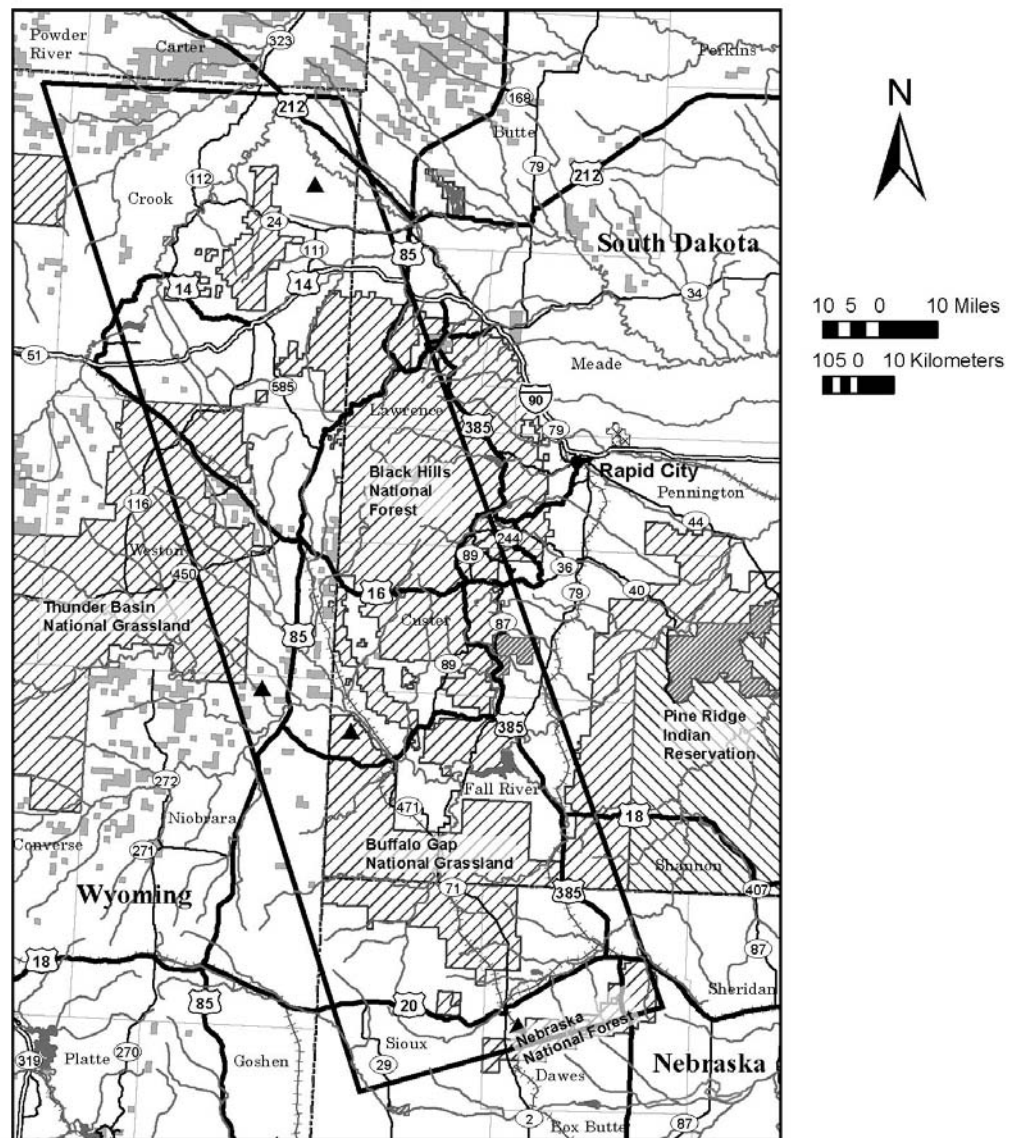 Powder
River
Carter
323
Perkins
212
168
Butte
79
212
N
112
Crook
24
111
85
South Dakota
14
14
34
10 5 0 10 Miles
51
105 0 10 Kilometers
Meade
585
90
Lawrence
385
79
Black Hills
National
Forest
Rapid City
Pennington
116
44
244
Weston
89
36
450
16
79
40
Thunder Basin
National Grassland
Custer
87
85
89
385
Pine Ridge
Indian
Reservation
272
Fall River
Niobrara
471
18
Converse
271
Buffalo Gap
National Grassland
Shannon
Wyoming
71
385
407
87
18
85
20
Sheridan
Nebraska
National Forest
319
Platte
270
Goshen
Sioux
29
Dawes
Nebraska
2
Box Butte
87